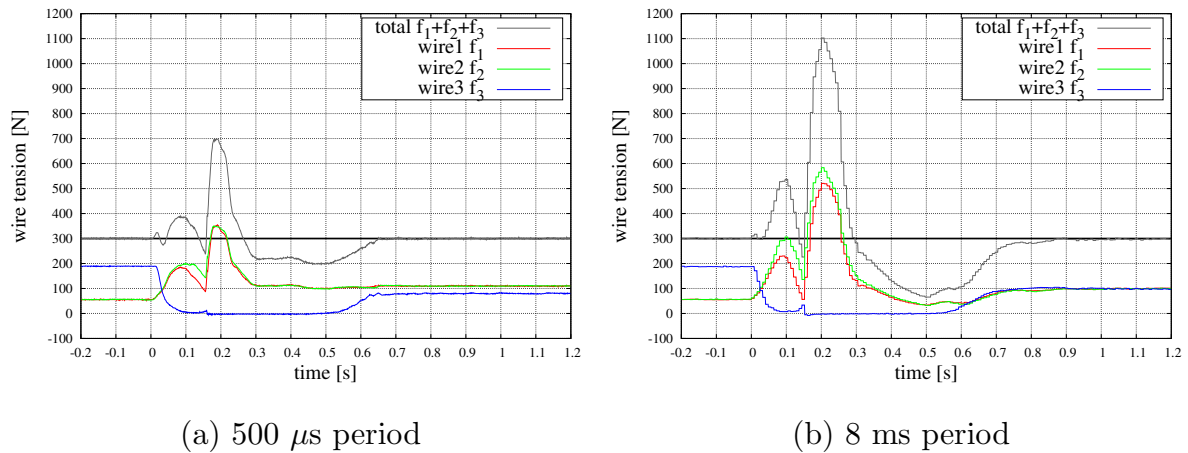 1200
1100
1000
900
800
700
600
500
400
300
200
100
0
-100
-0.2 -0.1 0 0.1 0.2 0.3 0.4 0.5 0.6 0.7 0.8 0.9 1 1.1 1.2
wire tension [N]
time [s]
total f₁+f₂+f₃
wire1 f₁
wire2 f₂
wire3 f₃
(a) 500 μs period
1200
1100
1000
900
800
700
600
500
400
300
200
100
0
-100
-0.2 -0.1 0 0.1 0.2 0.3 0.4 0.5 0.6 0.7 0.8 0.9 1 1.1 1.2
wire tension [N]
time [s]
total f₁+f₂+f₃
wire1 f₁
wire2 f₂
wire3 f₃
(b) 8 ms period